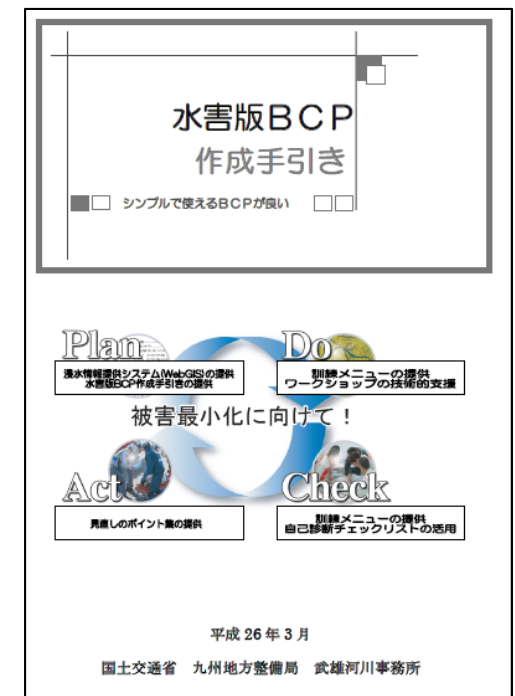 水害版BCP
作成手引き
シンプルで使えるBCPが良い
Plan
浸水情報提供システム(WebGIS)の提供
水害版BCP作成手引きの提供
Do
訓練メニューの提供
ワークショップの技術的支援
被害最小化に向けて！
Act
見直しのポイント集の提供
Check
訓練メニューの提供
自己診断チェックリストの活用
平成26年3月
国土交通省　九州地方整備局　武雄河川事務所